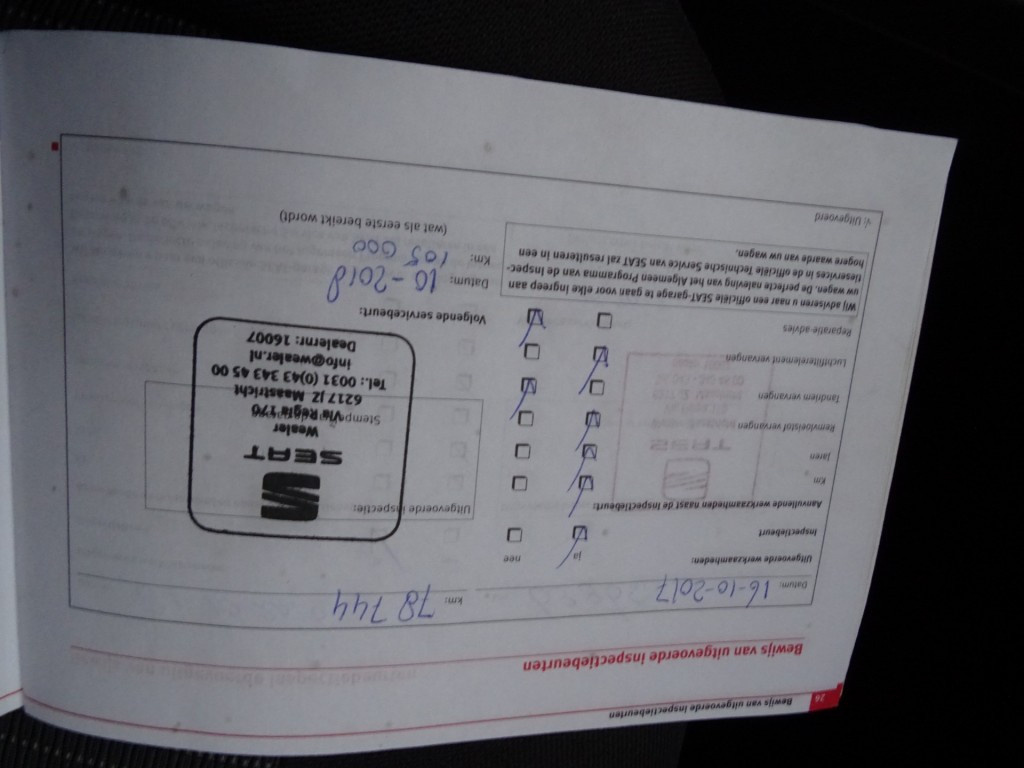 Bewijs van uitgevoerde inspectiebeurten
24
Bewijs van uitgevoerde inspectiebeurten
Datum: 16-10-2017
km: 78 744
Uitgevoerde werkzaamheden:
ja nee
Inspectiebeurt
Aanvullende werkzaamheden naast de inspectiebeurt:
Km
Jaren
Remvloeistof vervangen
Tandriem vervangen
Luchtfilterelement vervangen
Reparatie advies
Wij adviseren u naar een officiële SEAT-garage te gaan voor elke ingreep aan
uw wagen. De perfecte naleving van het Algemeen Programma van de Inspec-
tieservices in de officiële Technische Service van SEAT zal resulteren in een
hogere waarde van uw wagen.
v: Uitgevoerd
Uitgevoerde inspectie:
Stempel
SEAT
Wealer
Via Regia 170
6217 JZ Maastricht
Tel.: 0031 (0)43 343 45 00
info@wealer.nl
Dealernr: 16007
Volgende servicebeurt:
Datum: 10-2018
Km: 105 000
(wat als eerste bereikt wordt)